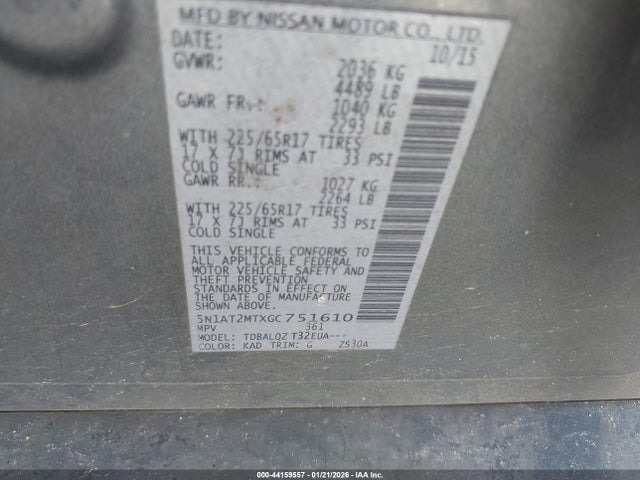 MFD BY NISSAN MOTOR CO., LTD.
DATE: 10/15
GVWR: 2036 KG
4489 LB
GAWR FR.: 1040 KG
2293 LB
WITH 225/65R17 TIRES
17 X 7J RIMS AT 33 PSI
COLD SINGLE
GAWR RR.: 1027 KG
2264 LB
WITH 225/65R17 TIRES
17 X 7J RIMS AT 33 PSI
COLD SINGLE
THIS VEHICLE CONFORMS TO
ALL APPLICABLE FEDERAL
MOTOR VEHICLE SAFETY AND
THEFT PREVENTION
STANDARDS IN EFFECT ON THE
DATE OF MANUFACTURE
SHOWN ABOVE.
5N1AT2MTXGC751610
MPV 361
MODEL: TDBALQZ T32EUA---
COLOR: KAD TRIM: G ZS30A
000-44159557 - 01/21/2026 - IAA Inc.